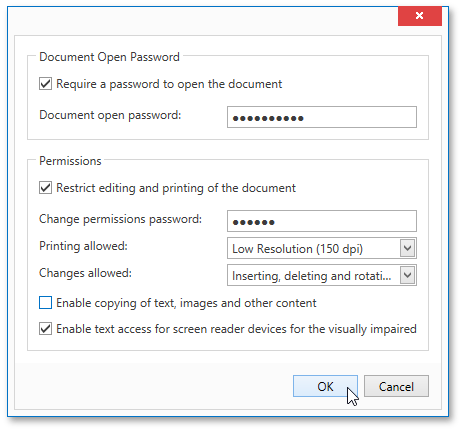 Document Open Password
Require a password to open the document
Document open password: ●●●●●●●●●●
Permissions
Restrict editing and printing of the document
Change permissions password: ●●●●●●
Printing allowed: Low Resolution (150 dpi)
Changes allowed: Inserting, deleting and rotati...
Enable copying of text, images and other content
Enable text access for screen reader devices for the visually impaired
OK Cancel